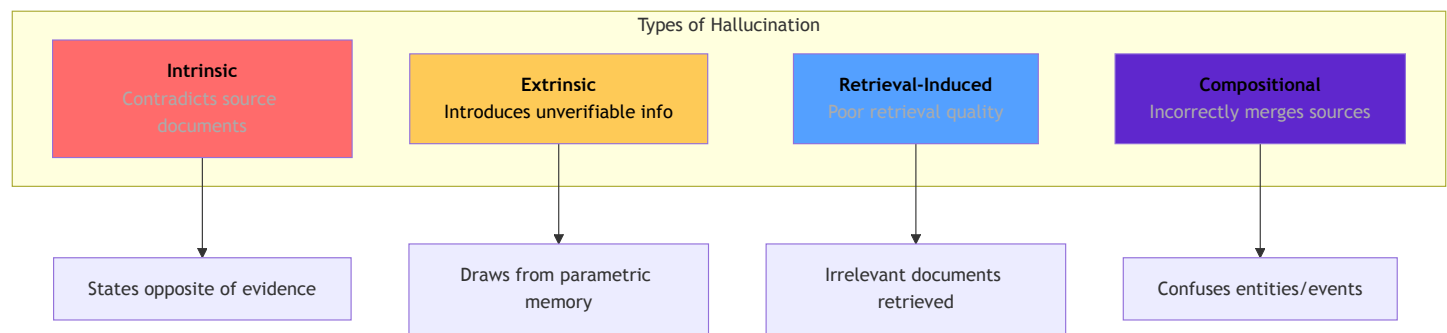 Types of Hallucination
Intrinsic
Contradicts source
documents
Extrinsic
Introduces unverifiable info
Retrieval-Induced
Poor retrieval quality
Compositional
Incorrectly merges sources
States opposite of evidence
Draws from parametric
memory
Irrelevant documents
retrieved
Confuses entities/events